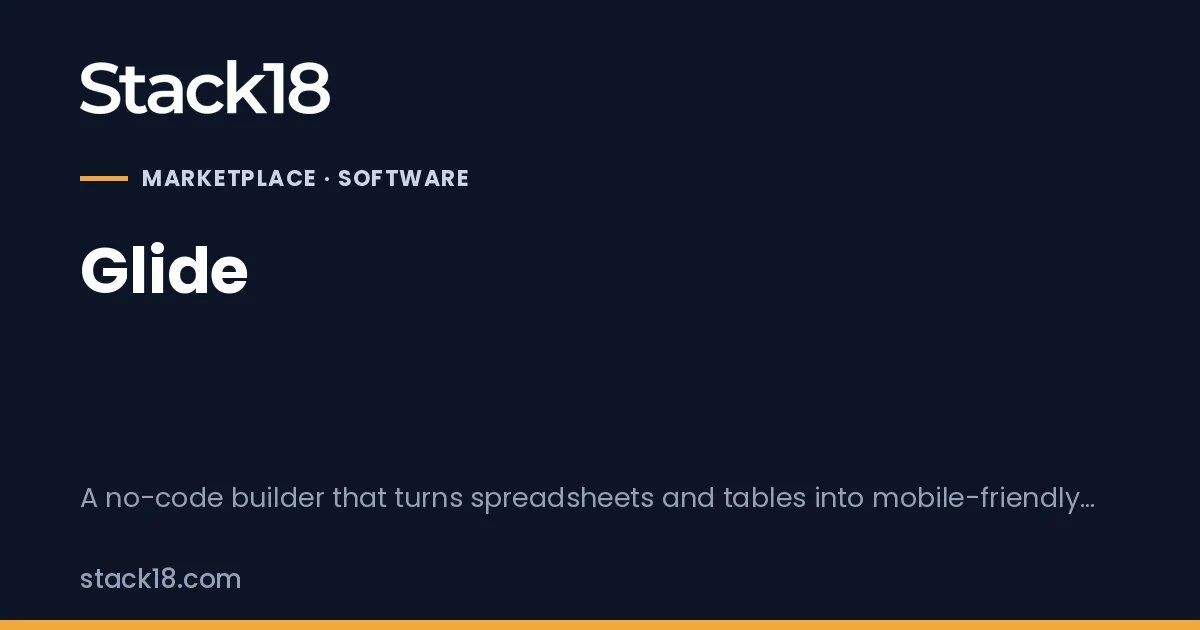 Stack18
MARKETPLACE · SOFTWARE
Glide
A no-code builder that turns spreadsheets and tables into mobile-friendly...
stack18.com